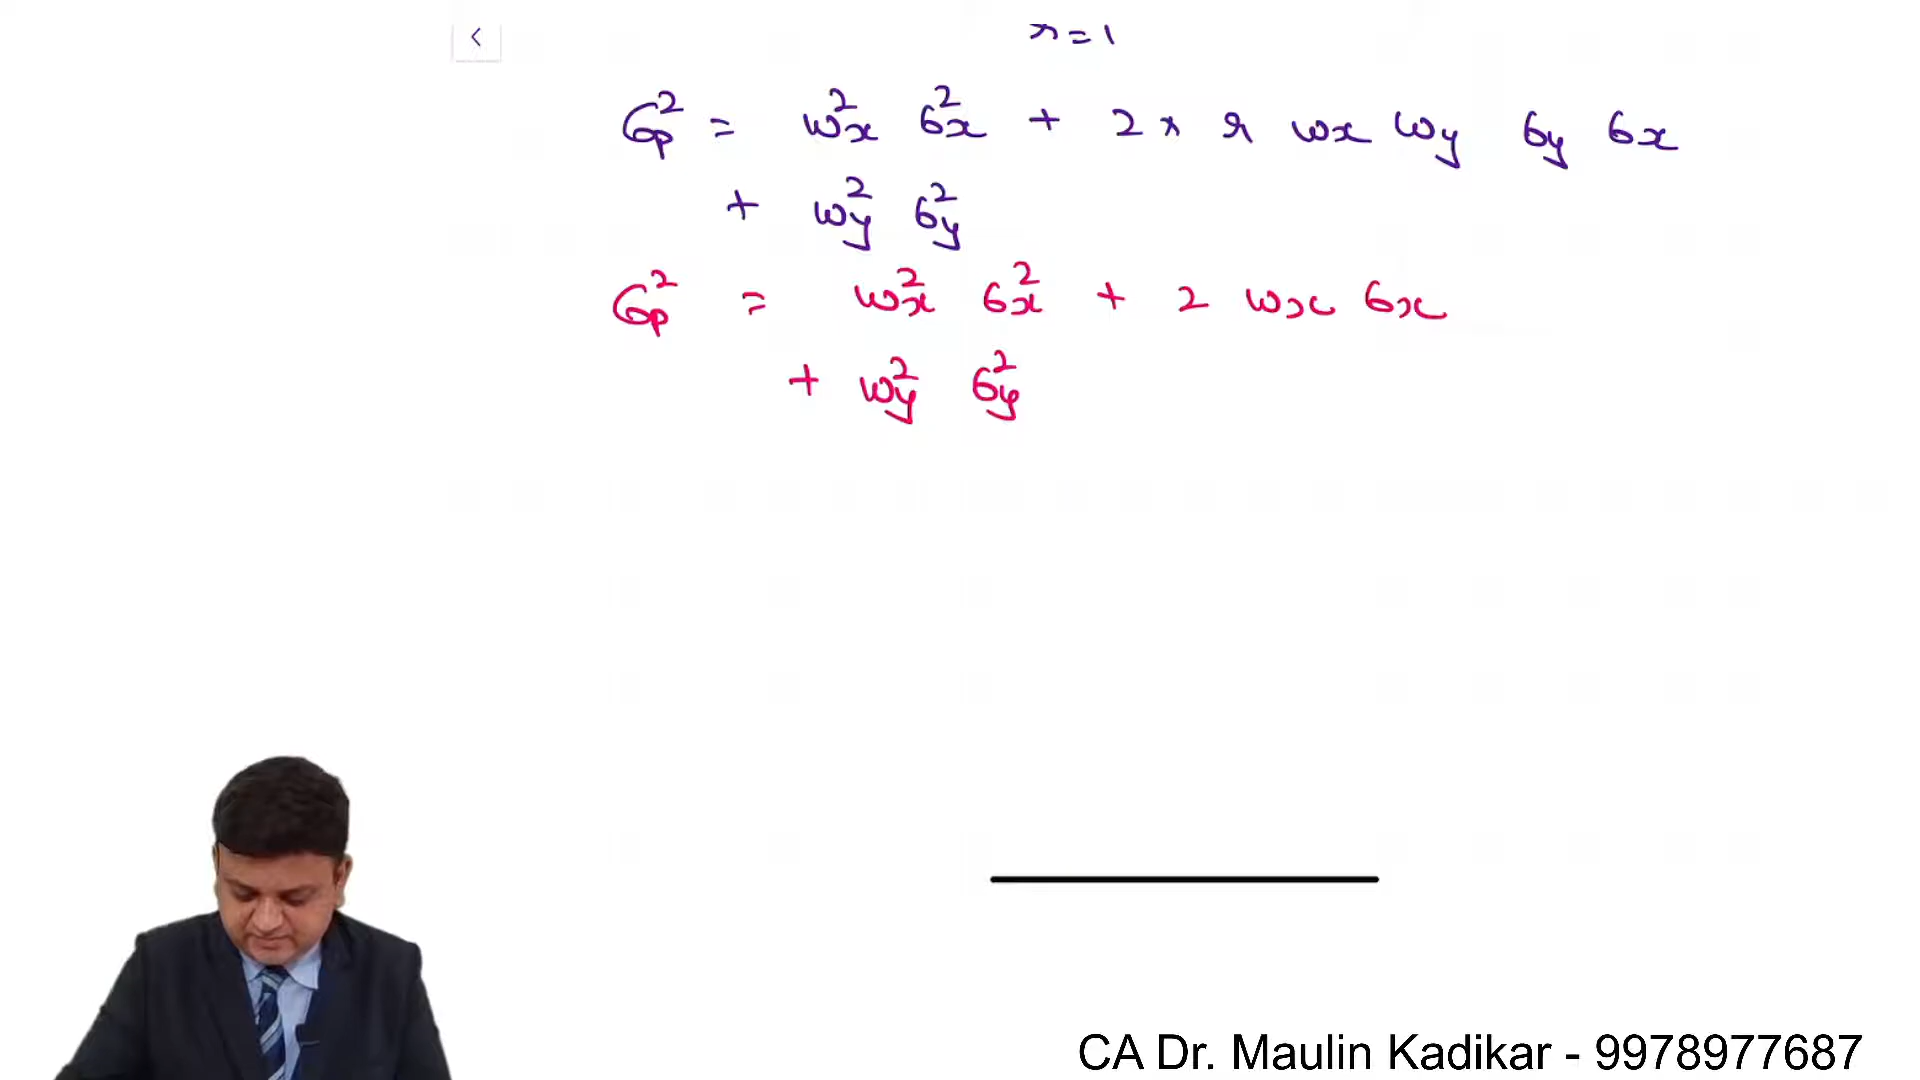 <
r=1
σp² = wx² σx² + 2 × r wx wy σy σx
+ wy² σy²
σp² = wx² σx² + 2 wx σx
+ wy² σy²
CA Dr. Maulin Kadikar - 9978977687